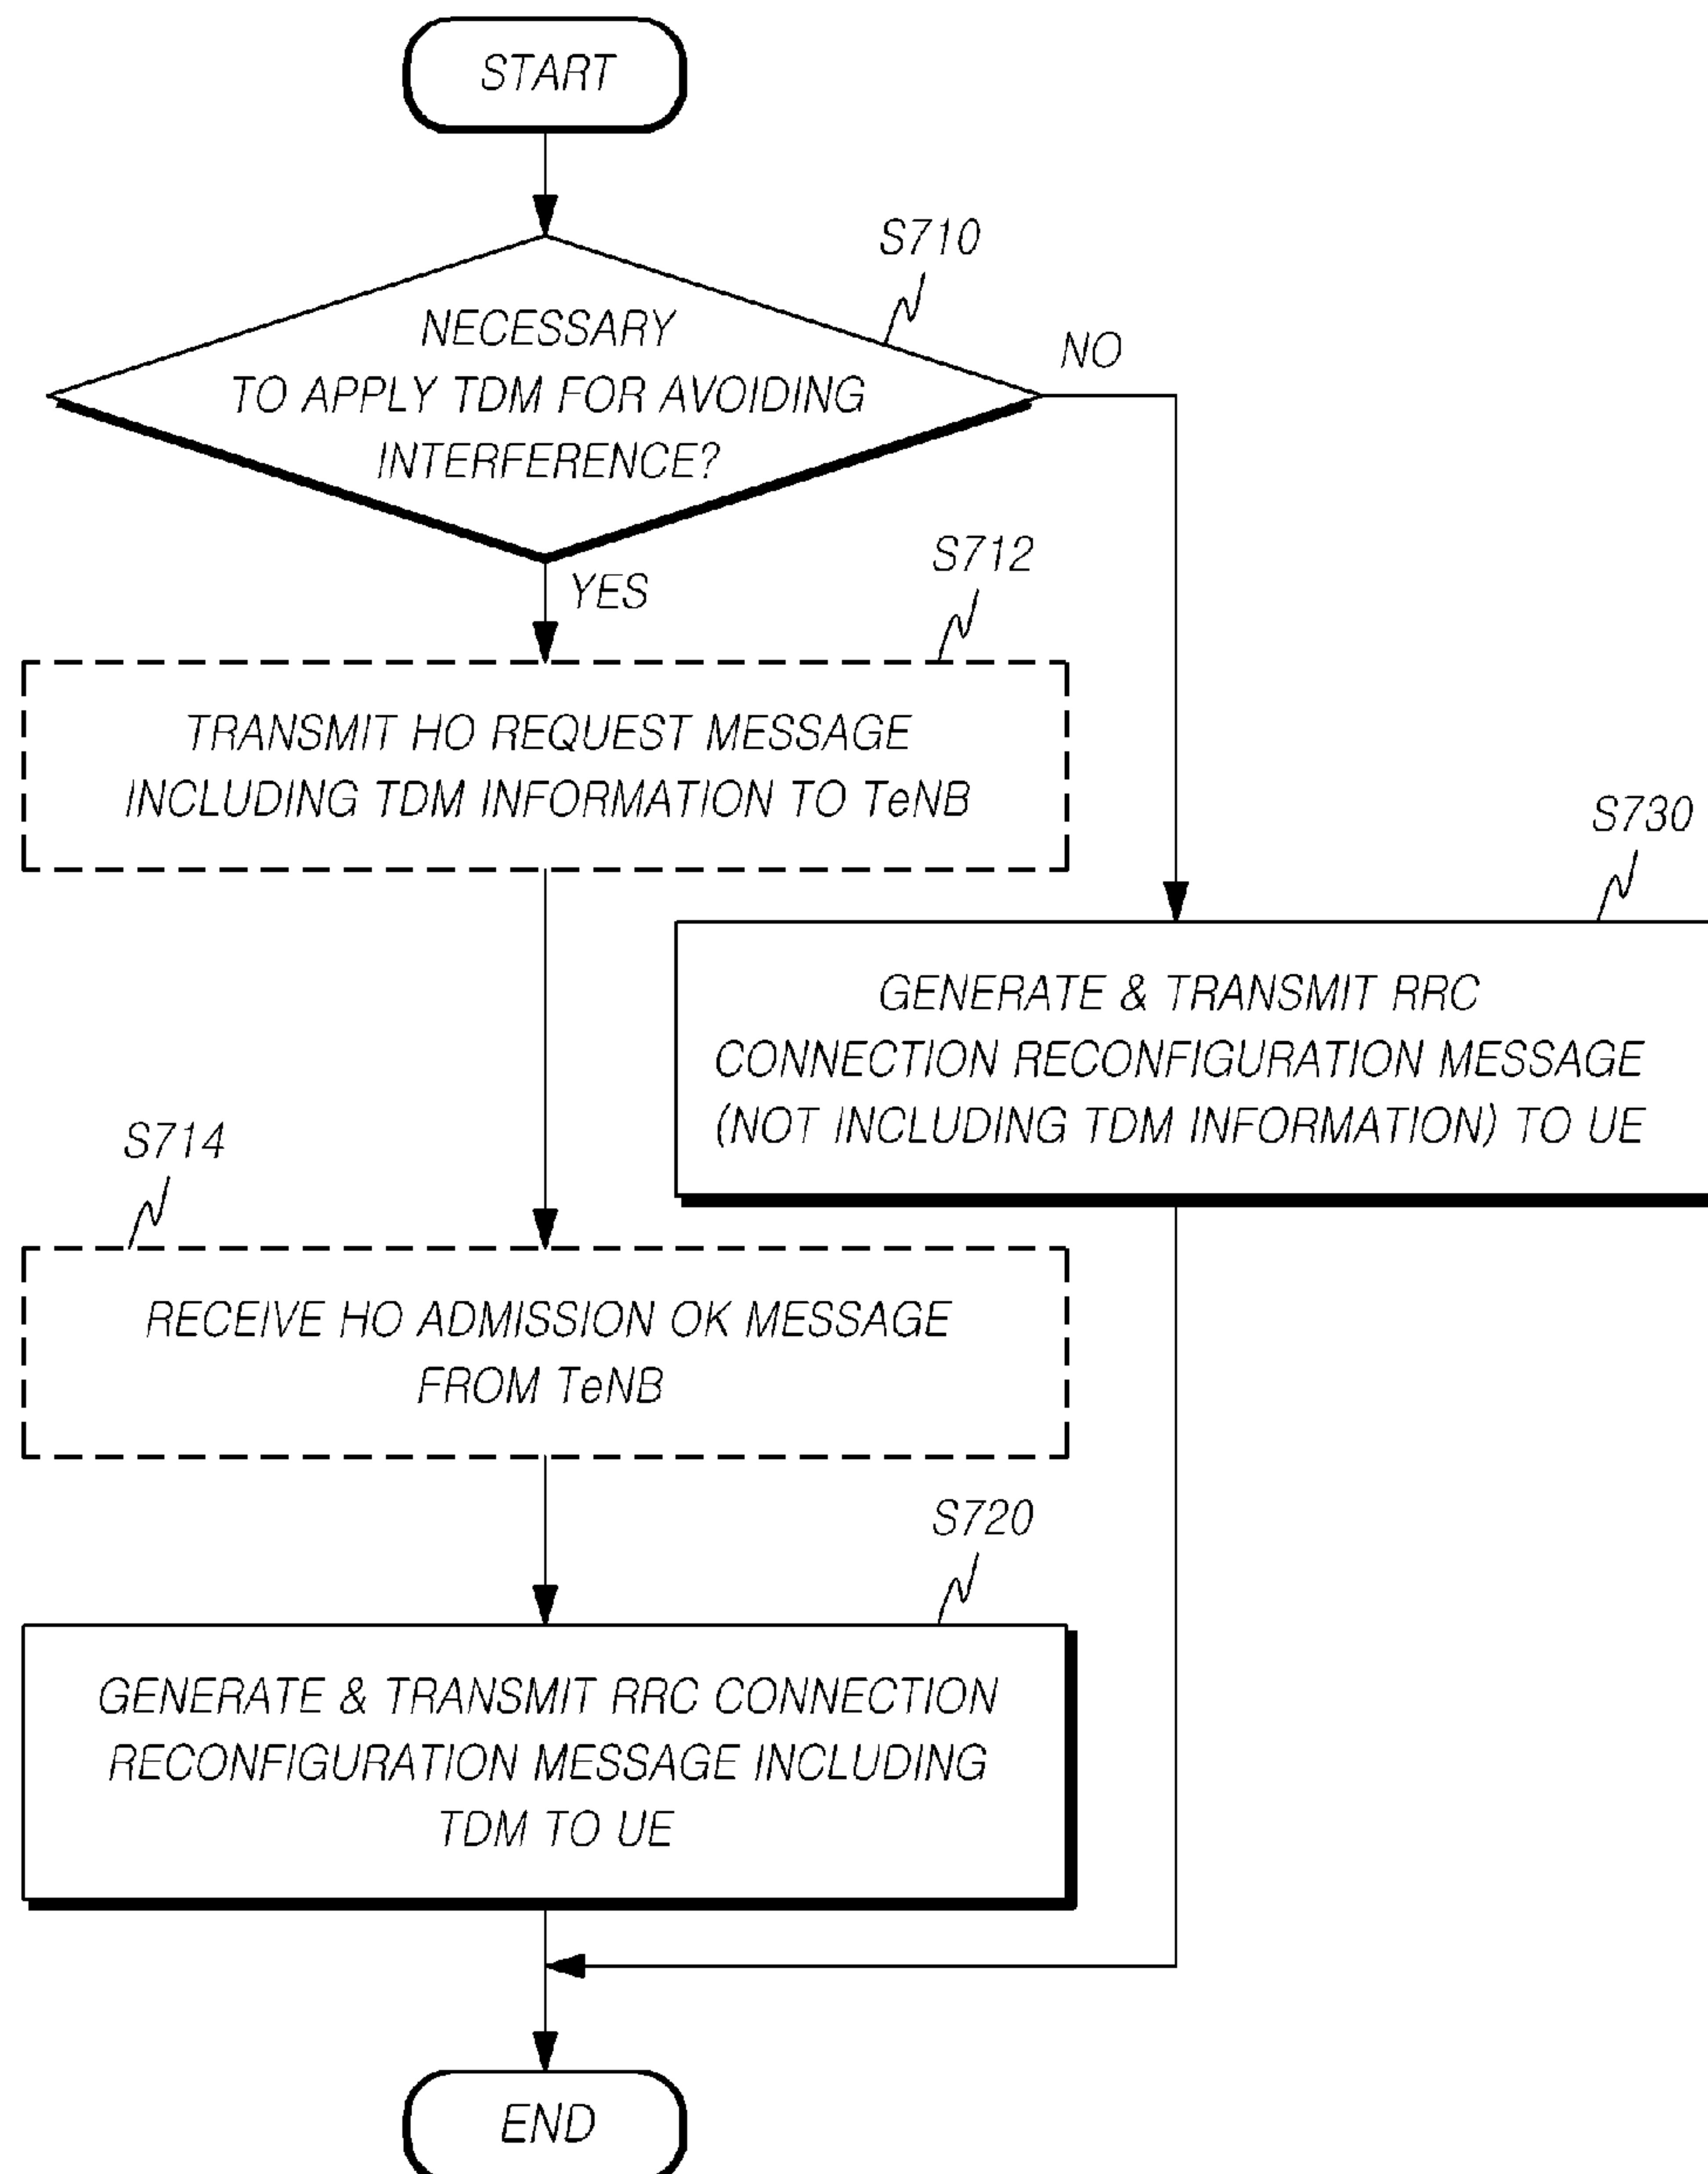 START
S710
NECESSARY
TO APPLY TDM FOR AVOIDING
INTERFERENCE?
NO
YES
S712
TRANSMIT HO REQUEST MESSAGE
INCLUDING TDM INFORMATION TO TeNB
S730
GENERATE & TRANSMIT RRC
CONNECTION RECONFIGURATION MESSAGE
(NOT INCLUDING TDM INFORMATION) TO UE
S714
RECEIVE HO ADMISSION OK MESSAGE
FROM TeNB
S720
GENERATE & TRANSMIT RRC CONNECTION
RECONFIGURATION MESSAGE INCLUDING
TDM TO UE
END